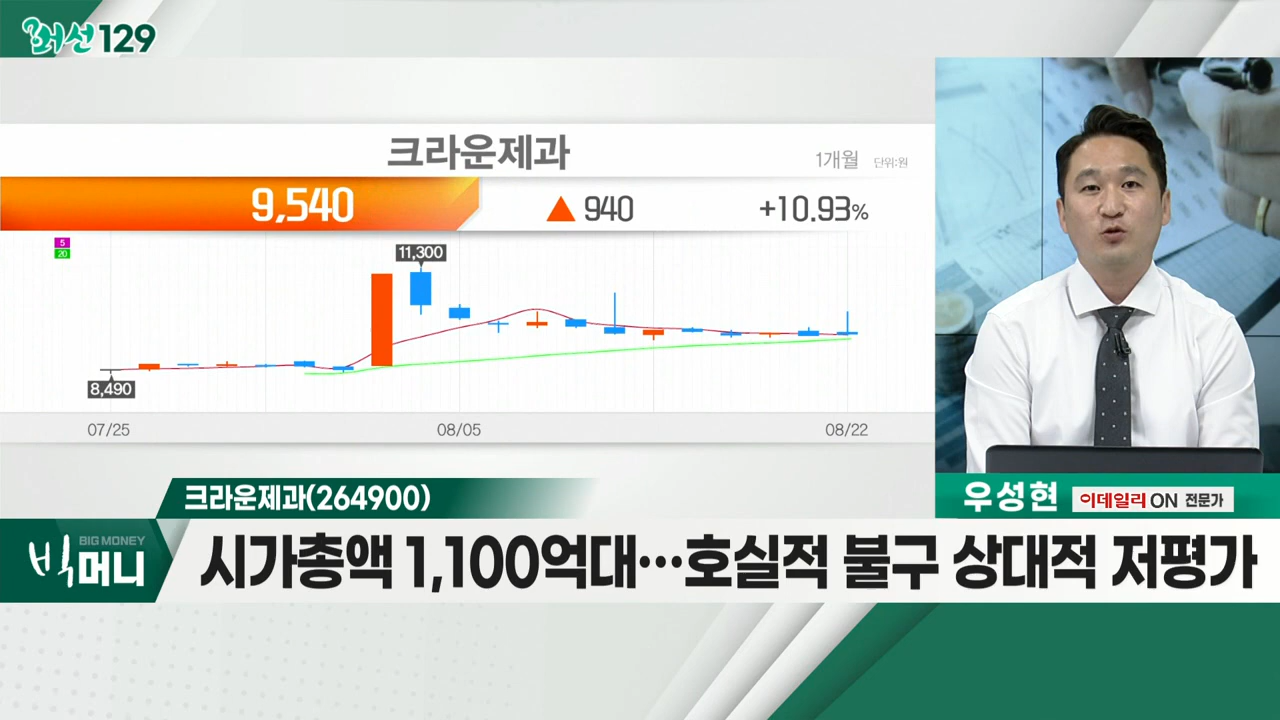 최선129
크라운제과
1개월 단위:원
9,540 ▲ 940 +10.93%
5
20
11,300
8,490
07/25 08/05 08/22
크라운제과(264900)
우성현 이데일리ON 전문가
빅머니 BIG MONEY
시가총액 1,100억대…호실적 불구 상대적 저평가